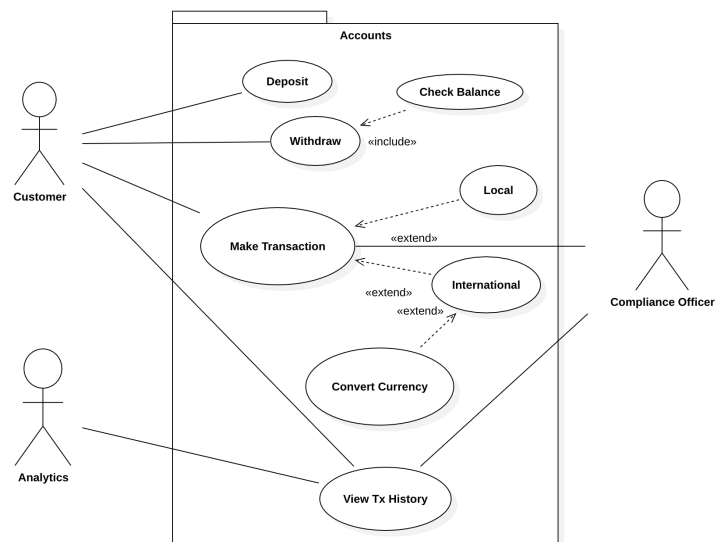 Accounts
Deposit
Check Balance
Withdraw
«include»
Customer
Local
Make Transaction
«extend»
International
«extend»
«extend»
Compliance Officer
Convert Currency
Analytics
View Tx History